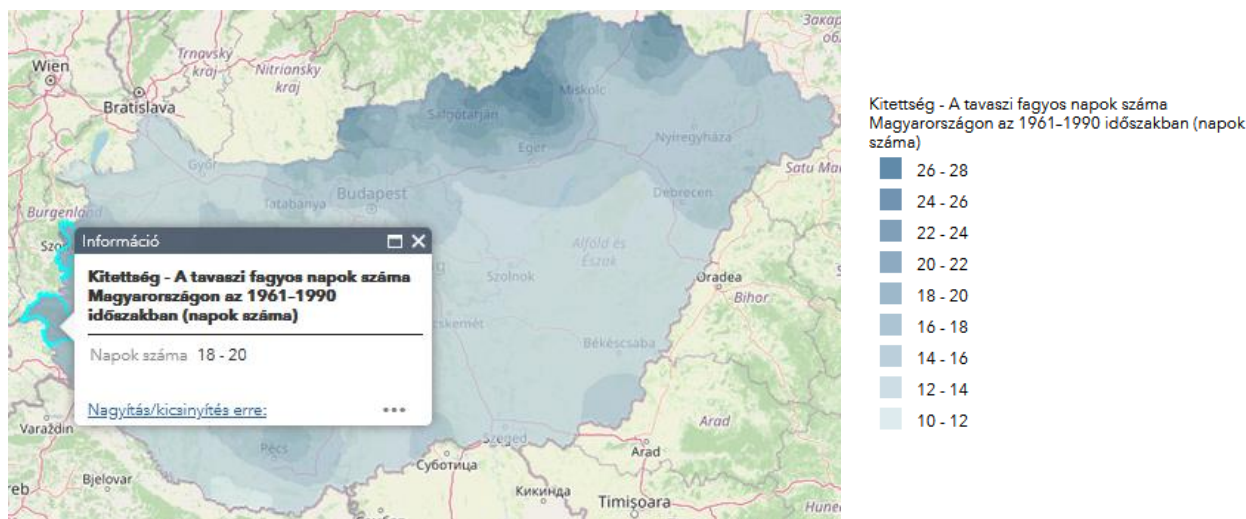 Wien
Bratislava
Trnavský
kraj
Nitriansky
kraj
Burgenland
Győr
Tatabánya
Budapest
Salgótarján
Eger
Miskolc
Nyíregyháza
Debrecen
Satu Ma
Закар
Alföld és
Észak
Szolnok
Oradea
Bihor
Békéscsaba
Arad
Szeged
Arad
Суботица
Кикинда
Timișoara
Hune
Pécs
Varaždin
Bjelovar
reb
Információ
Kitettség - A tavaszi fagyos napok száma
Magyarországon az 1961-1990
időszakban (napok száma)
Napok száma 18 - 20
Nagyítás/kicsinyítés erre:
•••
Kitettség - A tavaszi fagyos napok száma
Magyarországon az 1961-1990 időszakban (napok
száma)
26 - 28
24 - 26
22 - 24
20 - 22
18 - 20
16 - 18
14 - 16
12 - 14
10 - 12